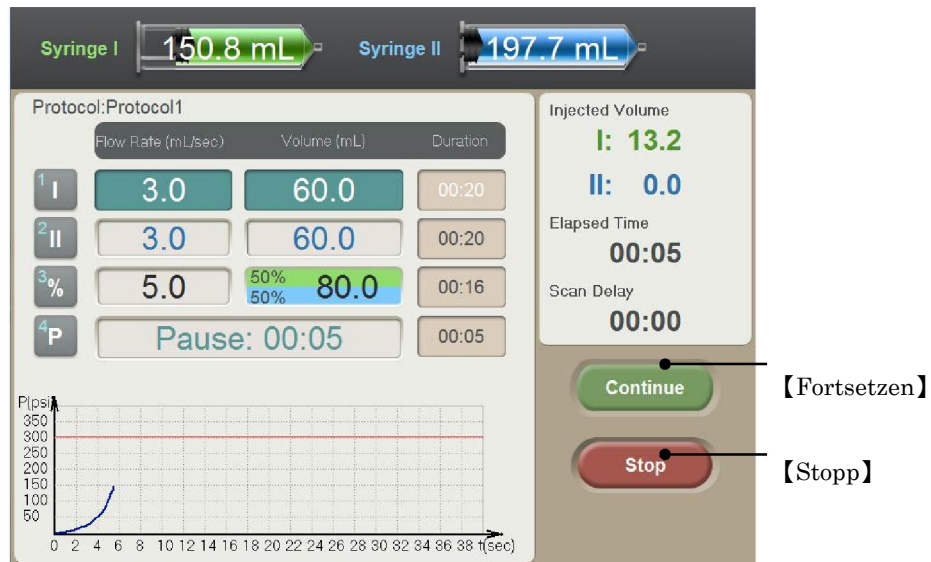 Syringe I 150.8 mL Syringe II 197.7 mL
Protocol:Protocol1
Flow Rate (mL/sec) Volume (mL) Duration
1 I 3.0 60.0 00:20
2 II 3.0 60.0 00:20
3 % 5.0 50% 50% 80.0 00:16
4 P Pause: 00:05 00:05
Injected Volume
I: 13.2
II: 0.0
Elapsed Time
00:05
Scan Delay
00:00
Continue
【Fortsetzen】
Stop
【Stopp】
P(psi)
350
300
250
200
150
100
50
0 2 4 6 8 10 12 14 16 18 20 22 24 26 28 30 32 34 36 38 t(sec)